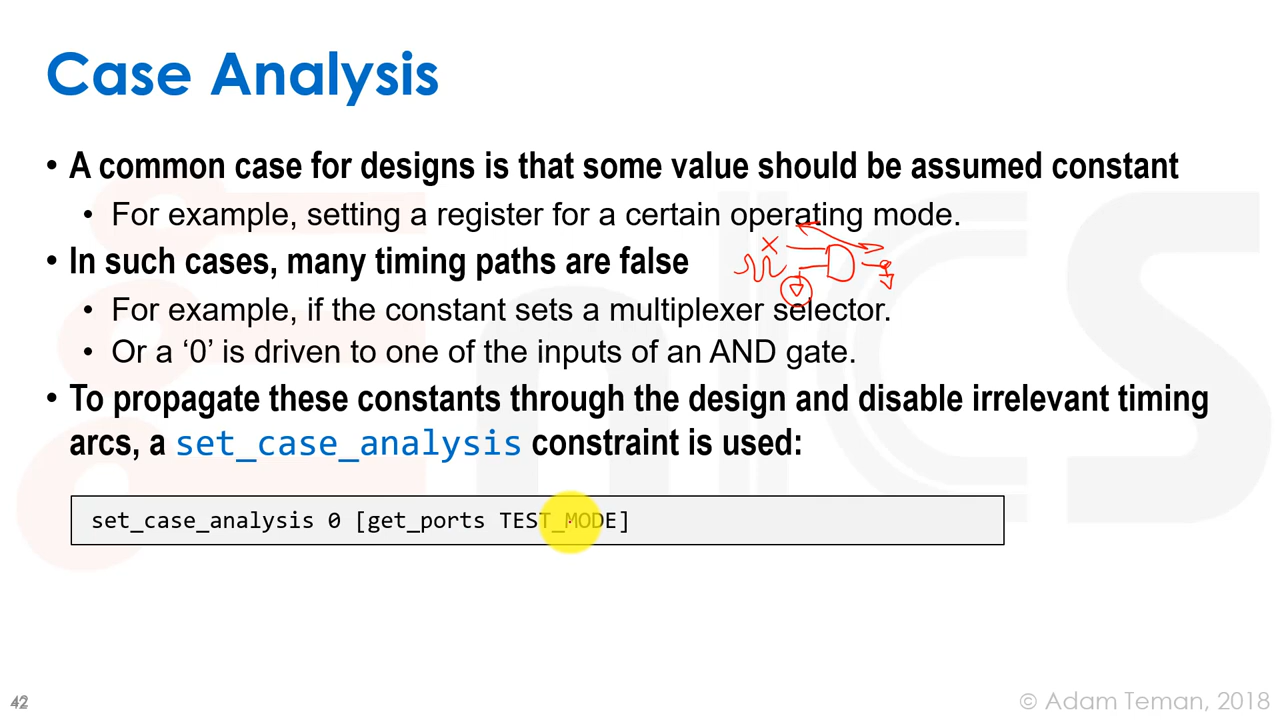 Case Analysis
• A common case for designs is that some value should be assumed constant
• For example, setting a register for a certain operating mode.
• In such cases, many timing paths are false
• For example, if the constant sets a multiplexer selector.
• Or a ‘0’ is driven to one of the inputs of an AND gate.
• To propagate these constants through the design and disable irrelevant timing
arcs, a set_case_analysis constraint is used:
set_case_analysis 0 [get_ports TEST_MODE]
42
© Adam Teman, 2018